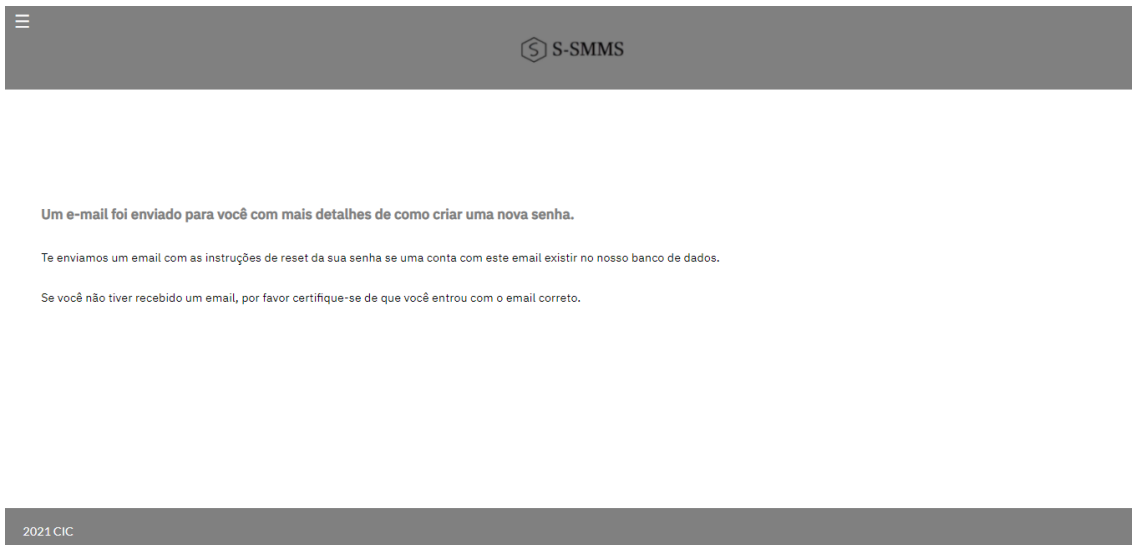 S-SMMS
Um e-mail foi enviado para você com mais detalhes de como criar uma nova senha.
Te enviamos um email com as instruções de reset da sua senha se uma conta com este email existir no nosso banco de dados.
Se você não tiver recebido um email, por favor certifique-se de que você entrou com o email correto.
2021 CIC